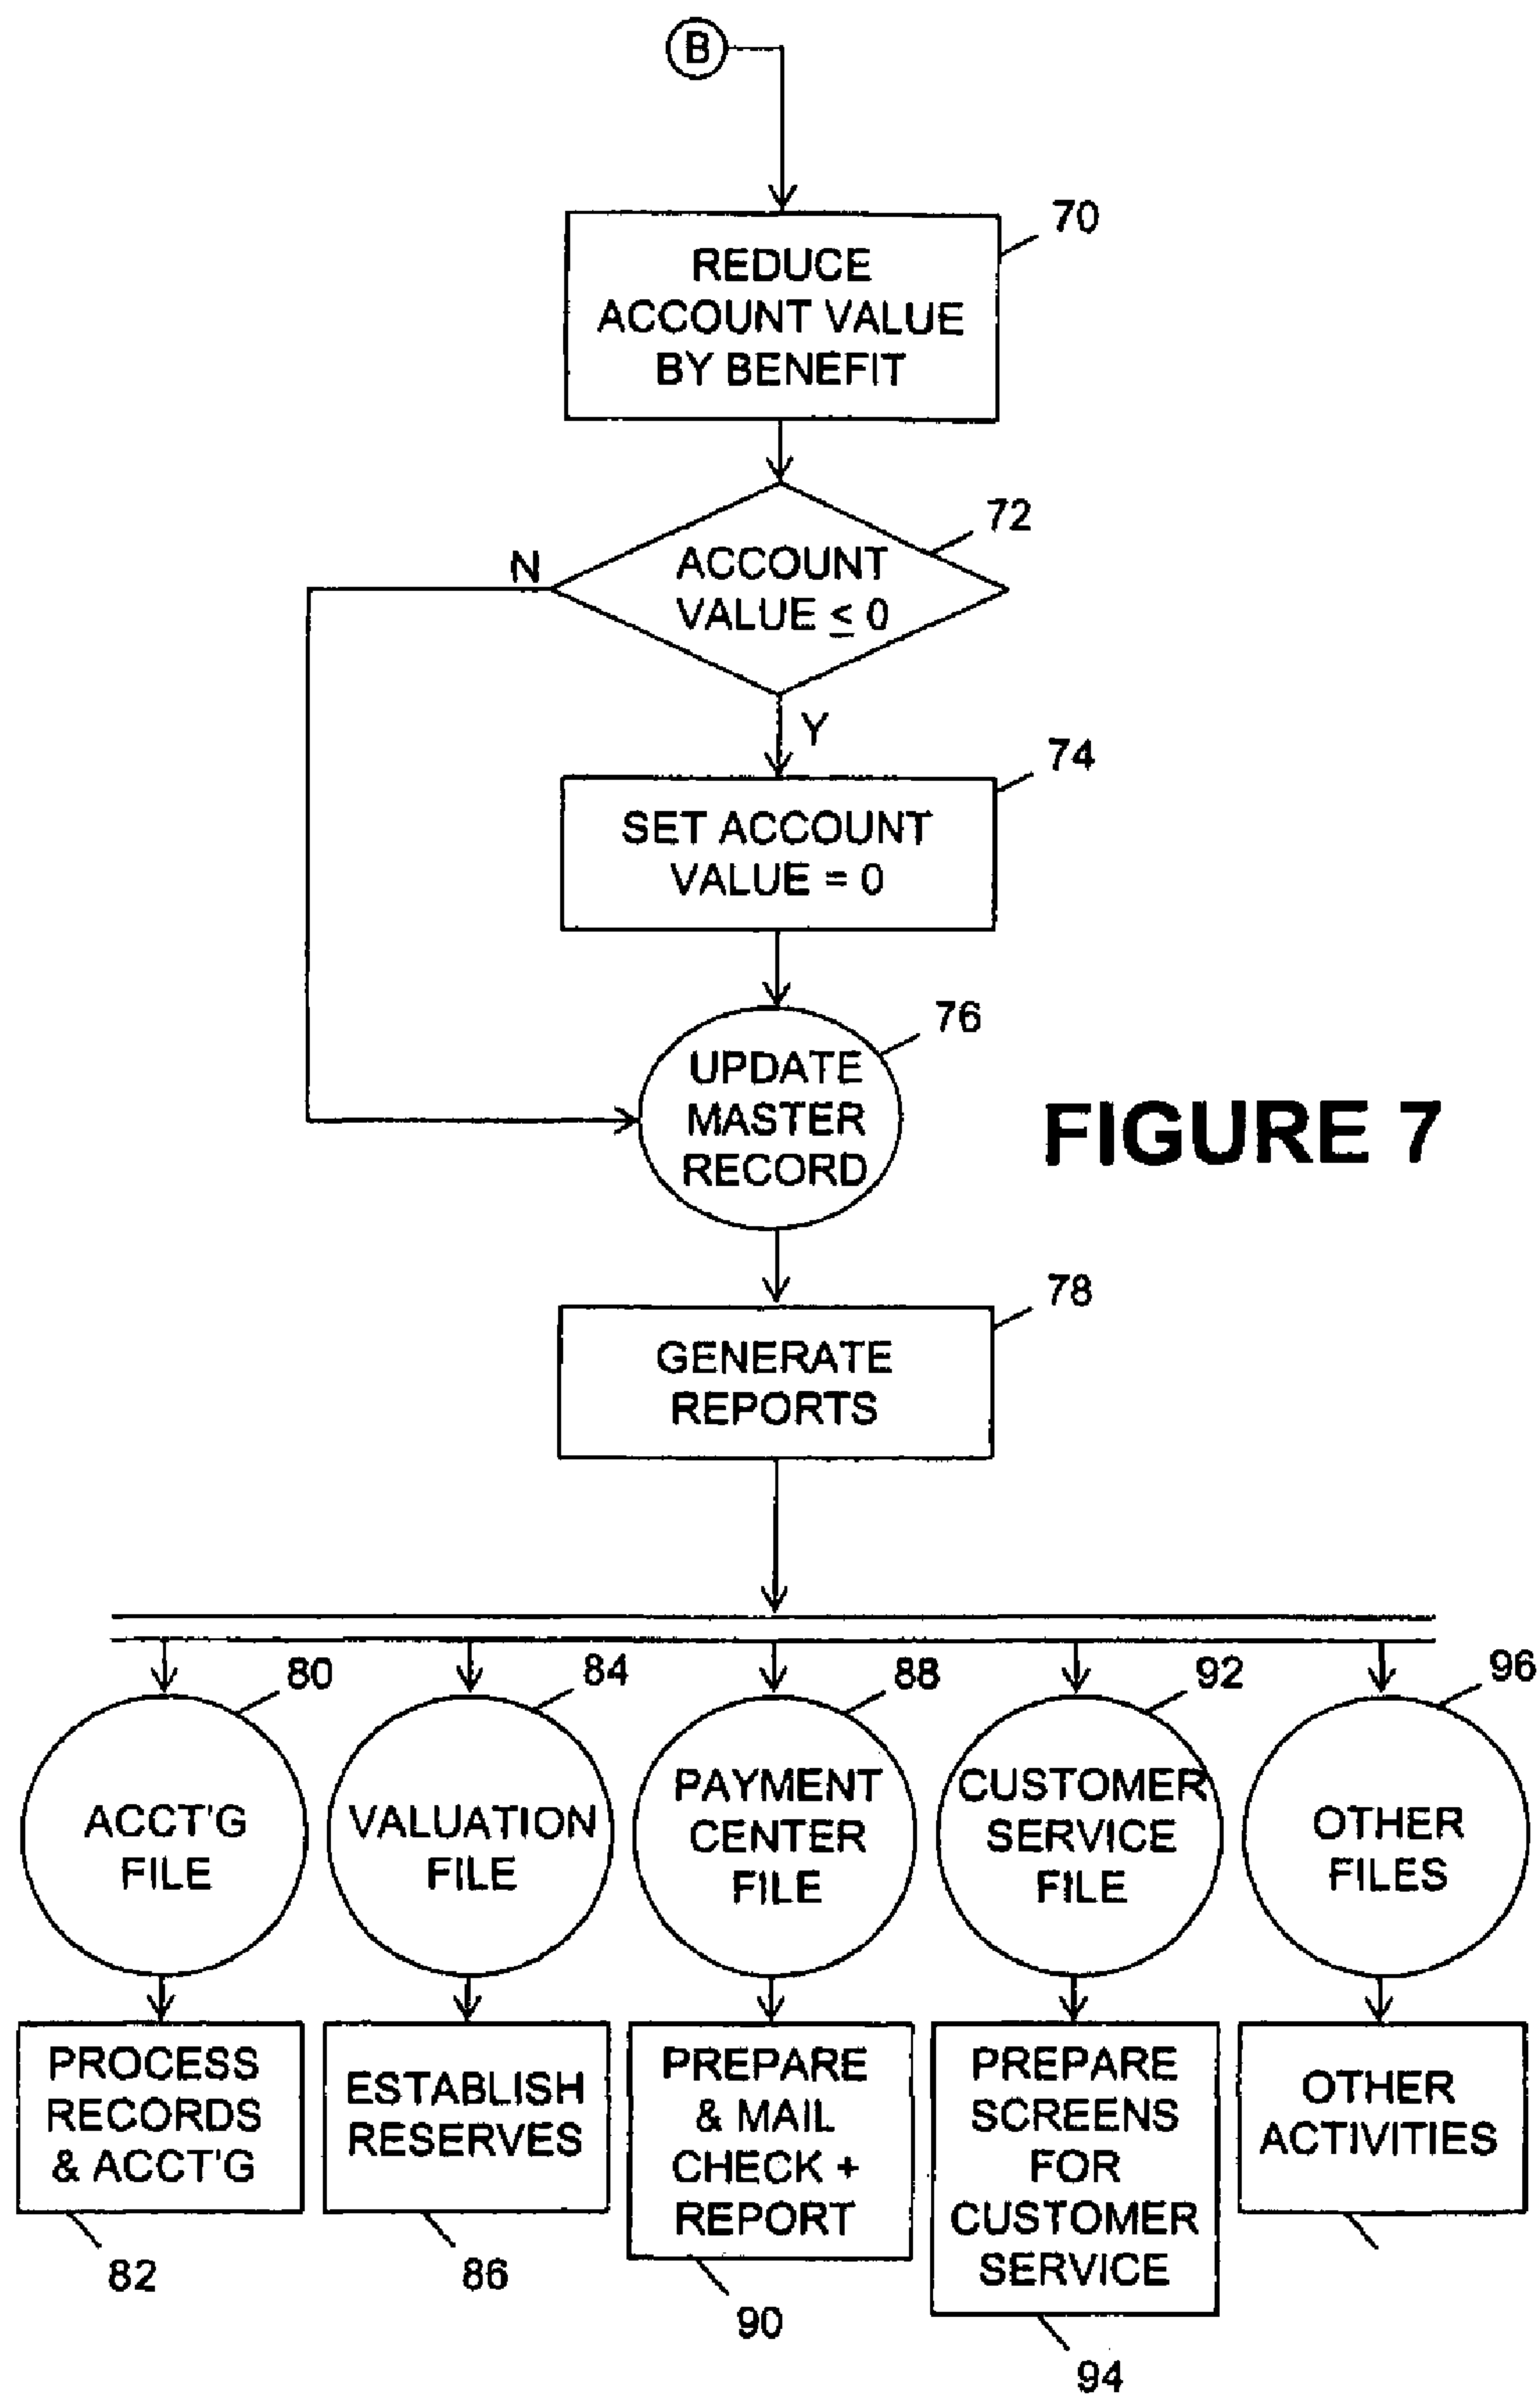 B
70
REDUCE
ACCOUNT VALUE
BY BENEFIT
72
N
ACCOUNT
VALUE ≤ 0
Y
74
SET ACCOUNT
VALUE = 0
76
UPDATE
MASTER
RECORD
FIGURE 7
78
GENERATE
REPORTS
80
84
88
92
96
ACCT'G
FILE
VALUATION
FILE
PAYMENT
CENTER
FILE
CUSTOMER
SERVICE
FILE
OTHER
FILES
PROCESS
RECORDS
& ACCT'G
ESTABLISH
RESERVES
PREPARE
& MAIL
CHECK +
REPORT
PREPARE
SCREENS
FOR
CUSTOMER
SERVICE
OTHER
ACTIVITIES
82
86
90
94